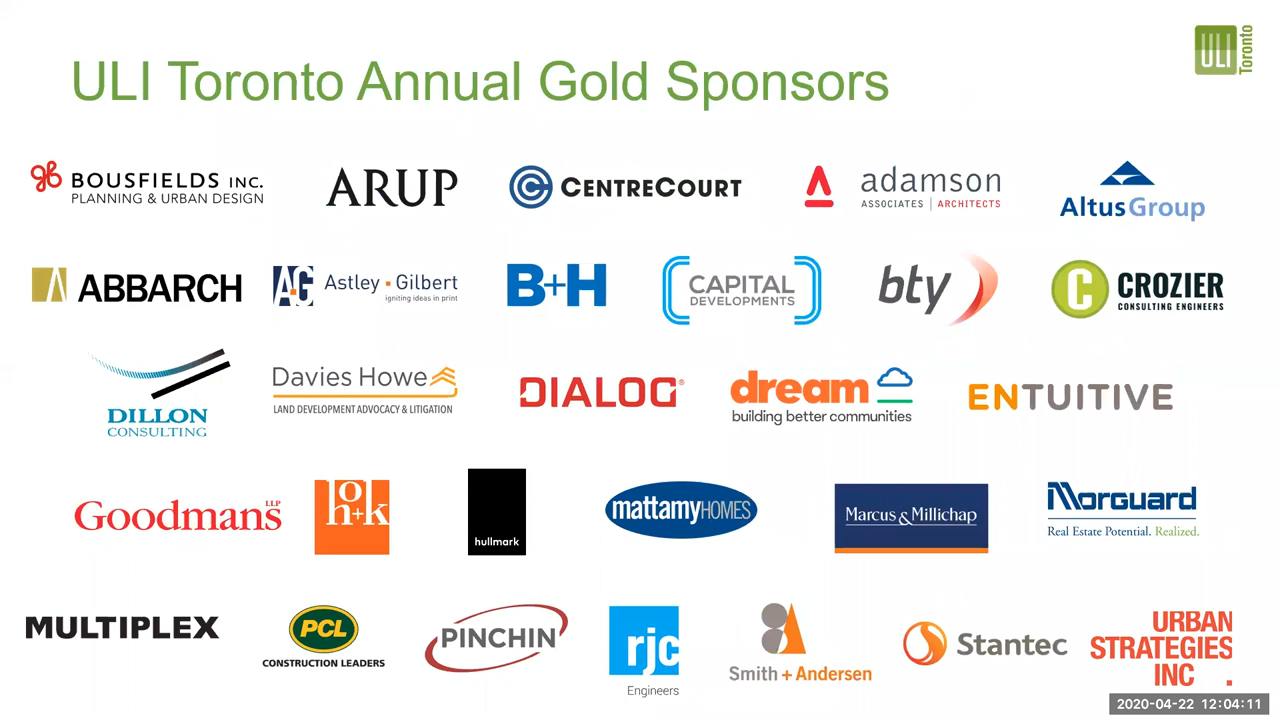 ULI Toronto
ULI Toronto Annual Gold Sponsors
BOUSFIELDS INC.
PLANNING & URBAN DESIGN
ARUP
CENTRECOURT
adamson
ASSOCIATES | ARCHITECTS
AltusGroup
ABBARCH
A-G
Astley-Gilbert
igniting ideas in print
B+H
CAPITAL
DEVELOPMENTS
bty
C
CROZIER
CONSULTING ENGINEERS
DILLON
CONSULTING
Davies Howe
LAND DEVELOPMENT ADVOCACY & LITIGATION
DIALOG®
dream
building better communities
ENTUITIVE
Goodmans LLP
ho+k
hullmark
mattamyHOMES
Marcus & Millichap
Morguard
Real Estate Potential. Realized.
MULTIPLEX
PCL
CONSTRUCTION LEADERS
PINCHIN
rjc
Engineers
Smith + Andersen
Stantec
URBAN
STRATEGIES
INC .
2020-04-22 12:04:11